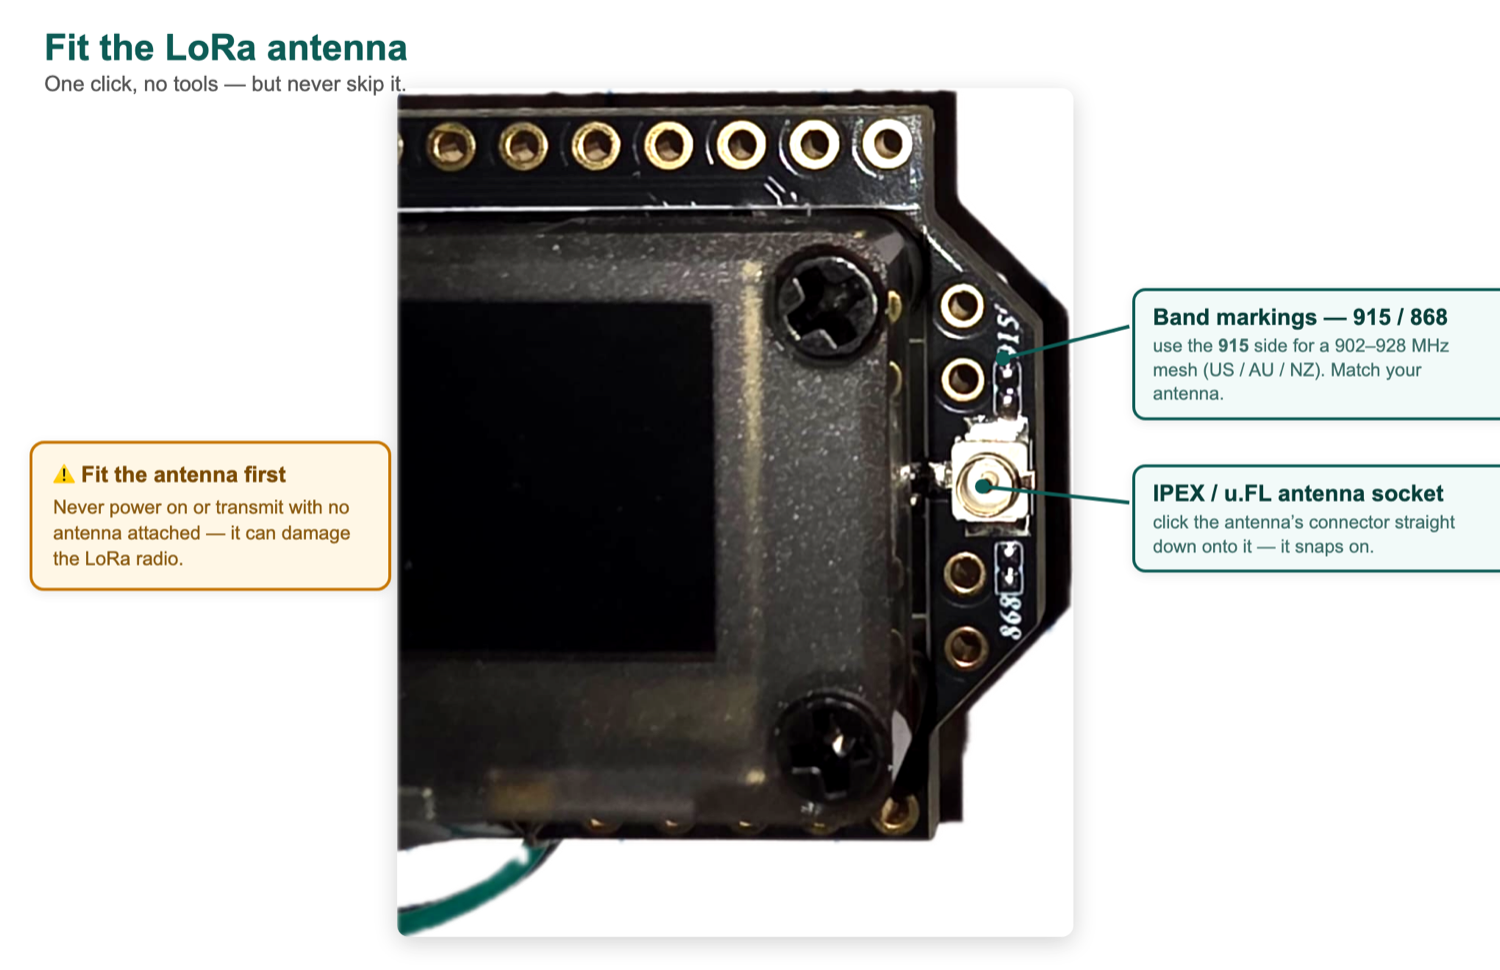 Fit the LoRa antenna
One click, no tools — but never skip it.
915
Band markings — 915 / 868
use the 915 side for a 902–928 MHz
mesh (US / AU / NZ). Match your
antenna.
⚠ Fit the antenna first
Never power on or transmit with no
antenna attached — it can damage
the LoRa radio.
IPEX / u.FL antenna socket
click the antenna's connector straight
down onto it — it snaps on.
868